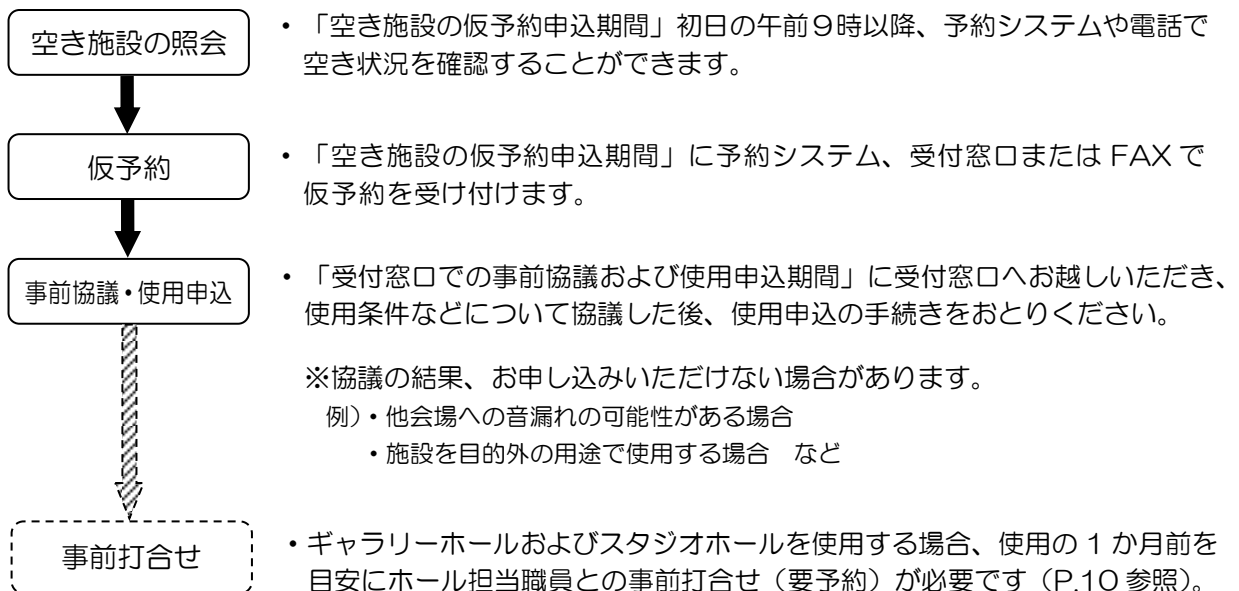 空き施設の照会
・「空き施設の仮予約申込期間」初日の午前９時以降、予約システムや電話で
空き状況を確認することができます。
仮予約
・「空き施設の仮予約申込期間」に予約システム、受付窓口または FAX で
仮予約を受け付けます。
事前協議・使用申込
・「受付窓口での事前協議および使用申込期間」に受付窓口へお越しいただき、
使用条件などについて協議した後、使用申込の手続きをおとりください。
※協議の結果、お申し込みいただけない場合があります。
例）・他会場への音漏れの可能性がある場合
・施設を目的外の用途で使用する場合　など
事前打合せ
・ギャラリーホールおよびスタジオホールを使用する場合、使用の 1 か月前を
目安にホール担当職員との事前打合せ（要予約）が必要です（P.10 参照）。